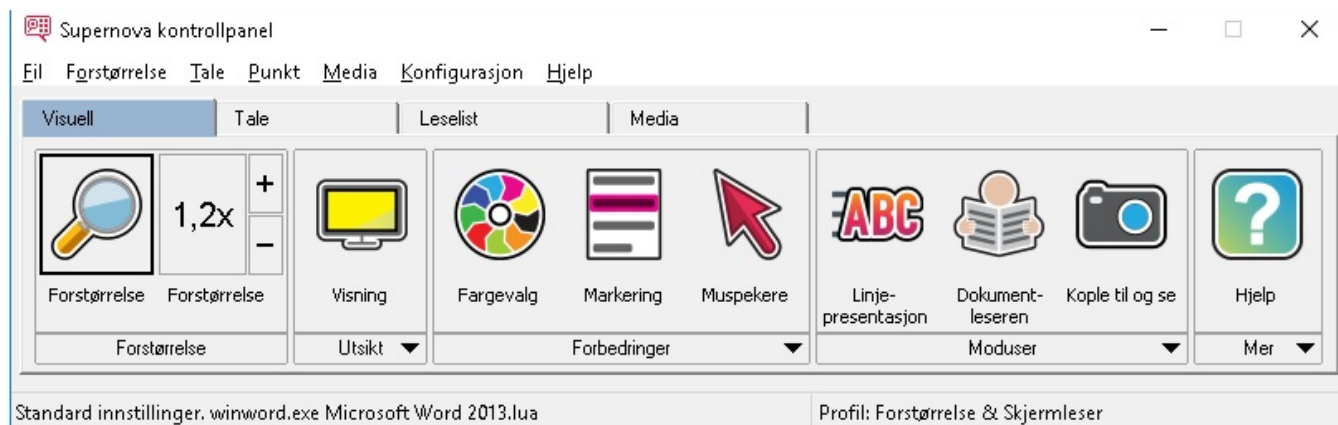 Supernova kontrollpanel
Fil Forstørrelse Tale Punkt Media Konfigurasjon Hjelp
Visuell Tale Leselist Media
1,2x + −
ABC
?
Forstørrelse Forstørrelse Visning Fargevalg Markering Muspekere Linje-presentasjon Dokument-leseren Kople til og se Hjelp
Forstørrelse Utsikt Forbedringer Moduser Mer
Standard innstillinger. winword.exe Microsoft Word 2013.lua Profil: Forstørrelse & Skjermleser